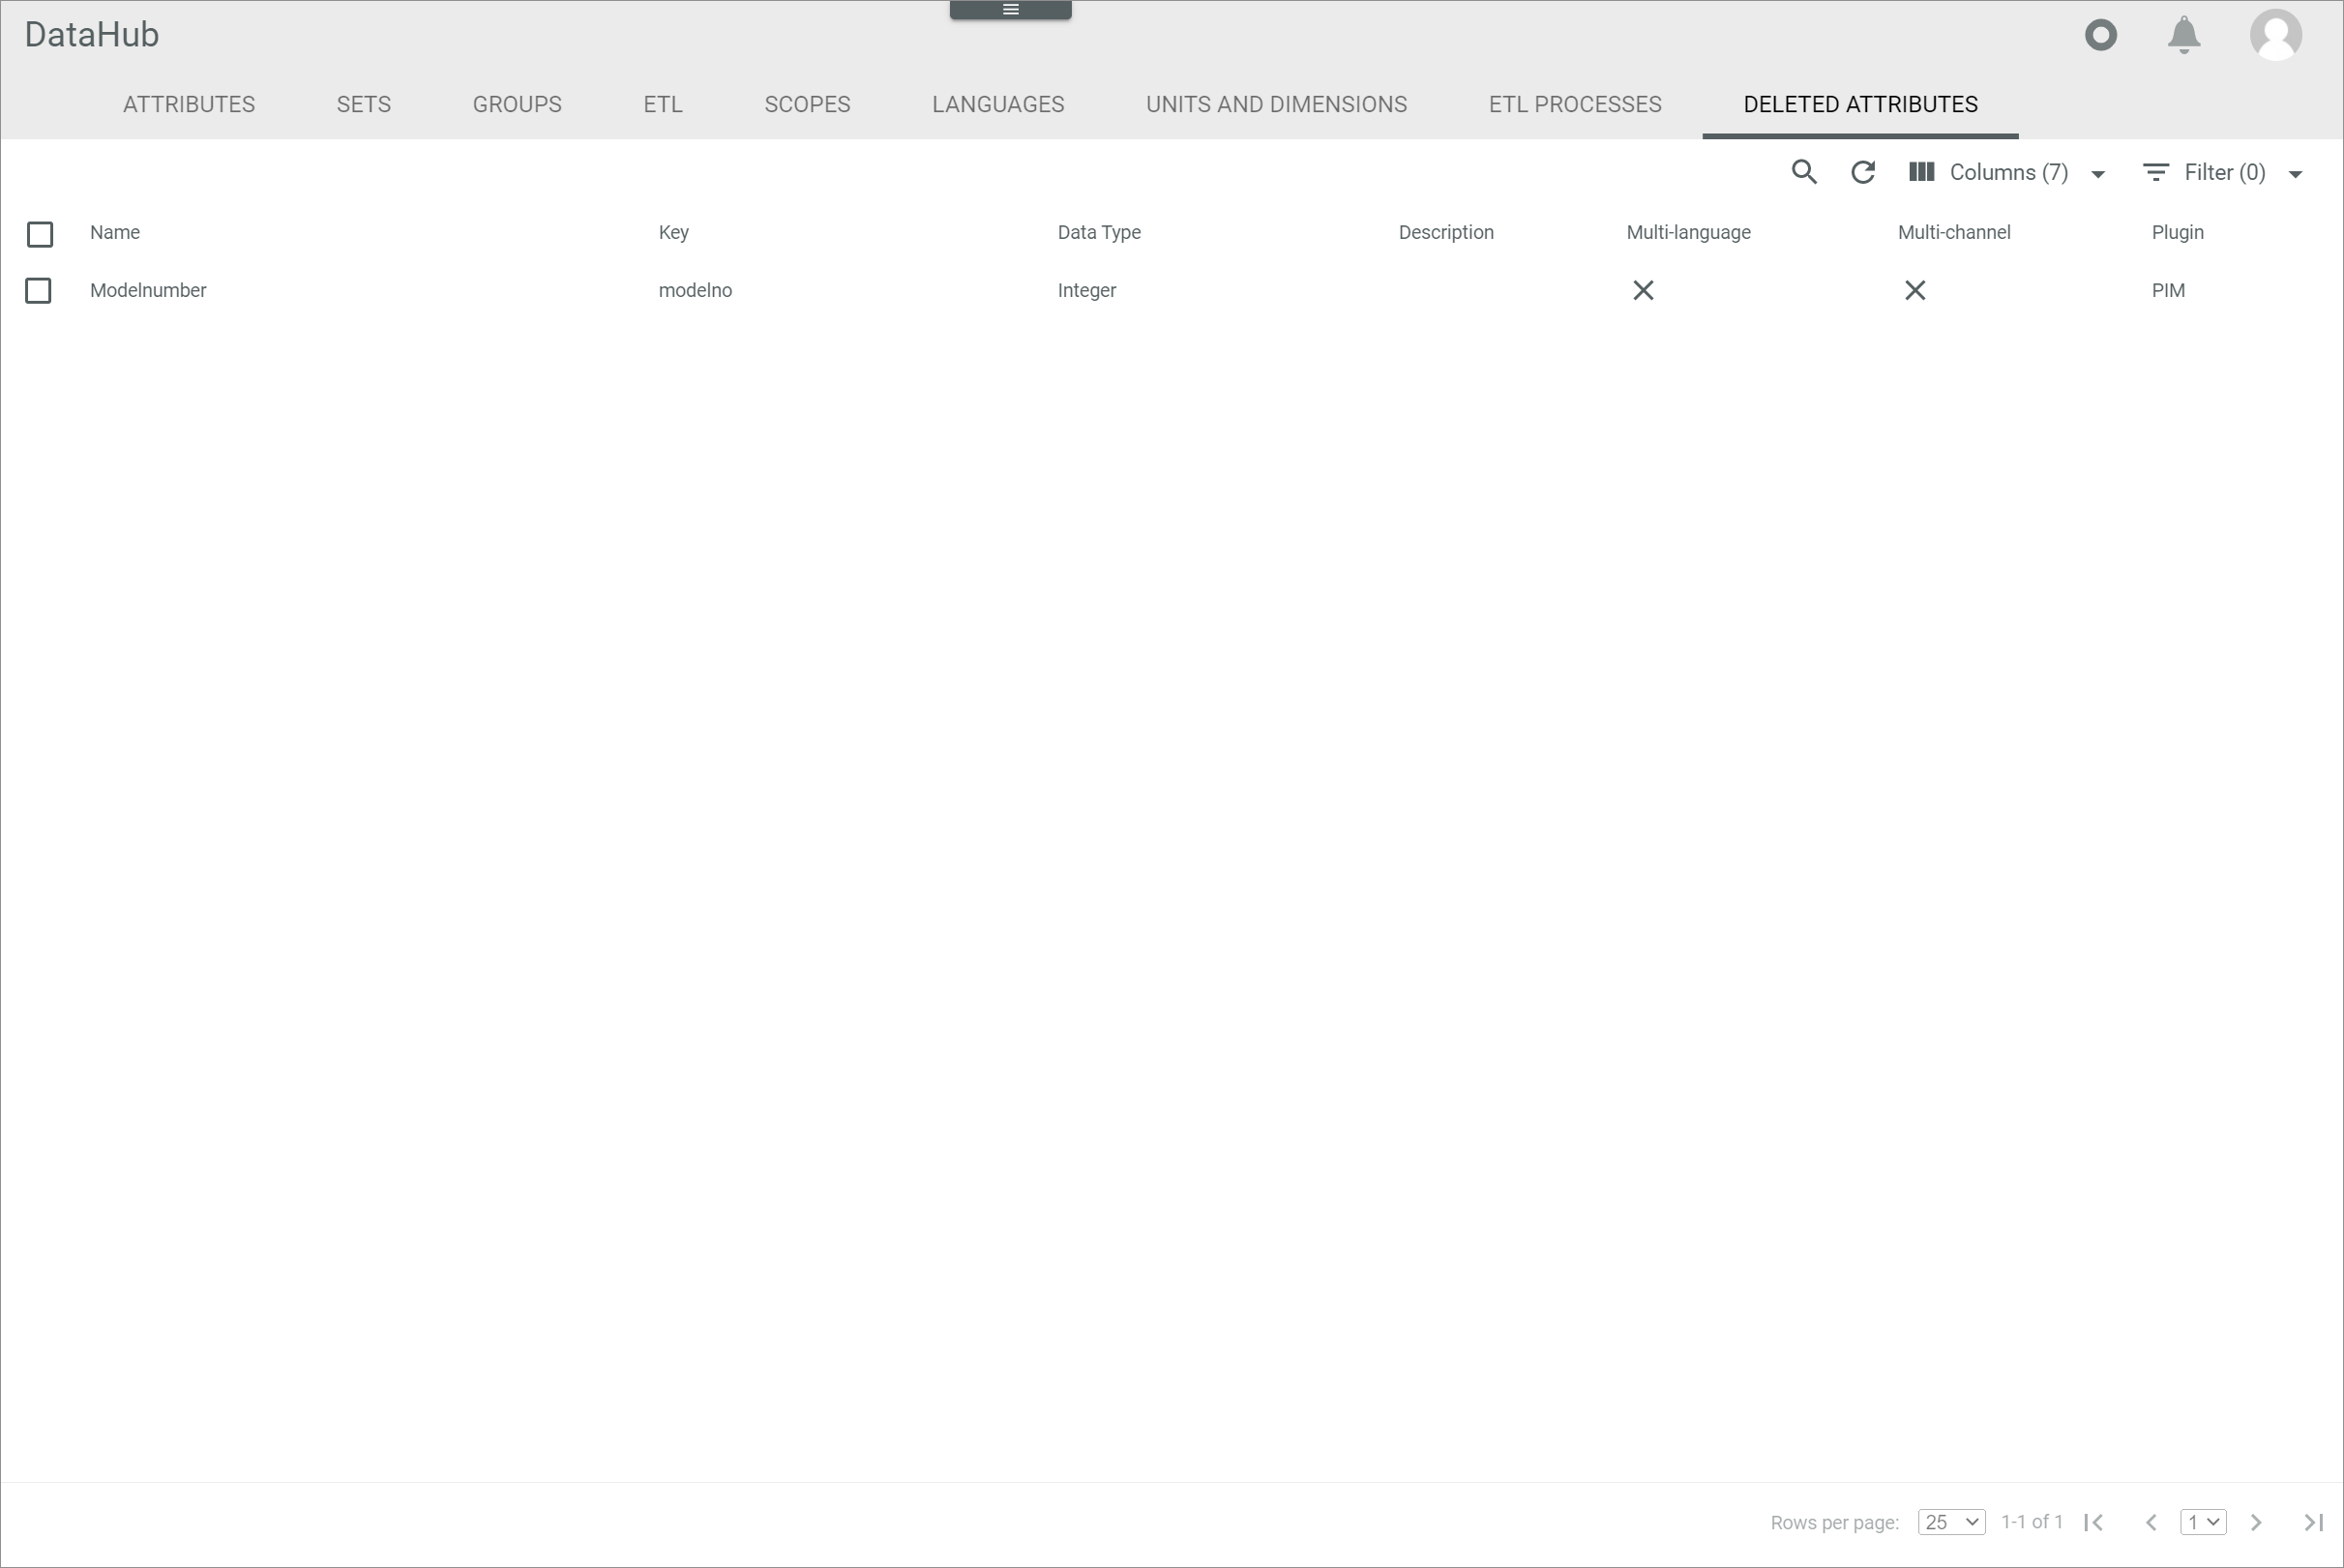 DataHub
ATTRIBUTES SETS GROUPS ETL SCOPES LANGUAGES UNITS AND DIMENSIONS ETL PROCESSES DELETED ATTRIBUTES
Columns (7) Filter (0)
Name Key Data Type Description Multi-language Multi-channel Plugin
Modelnumber modelno Integer PIM
Rows per page: 25 1-1 of 1 1